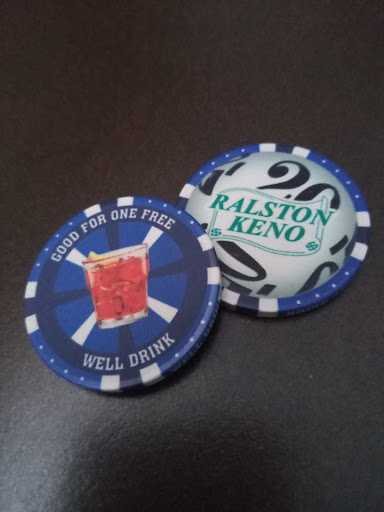 GOOD FOR ONE FREE
WELL DRINK
RALSTON
KENO